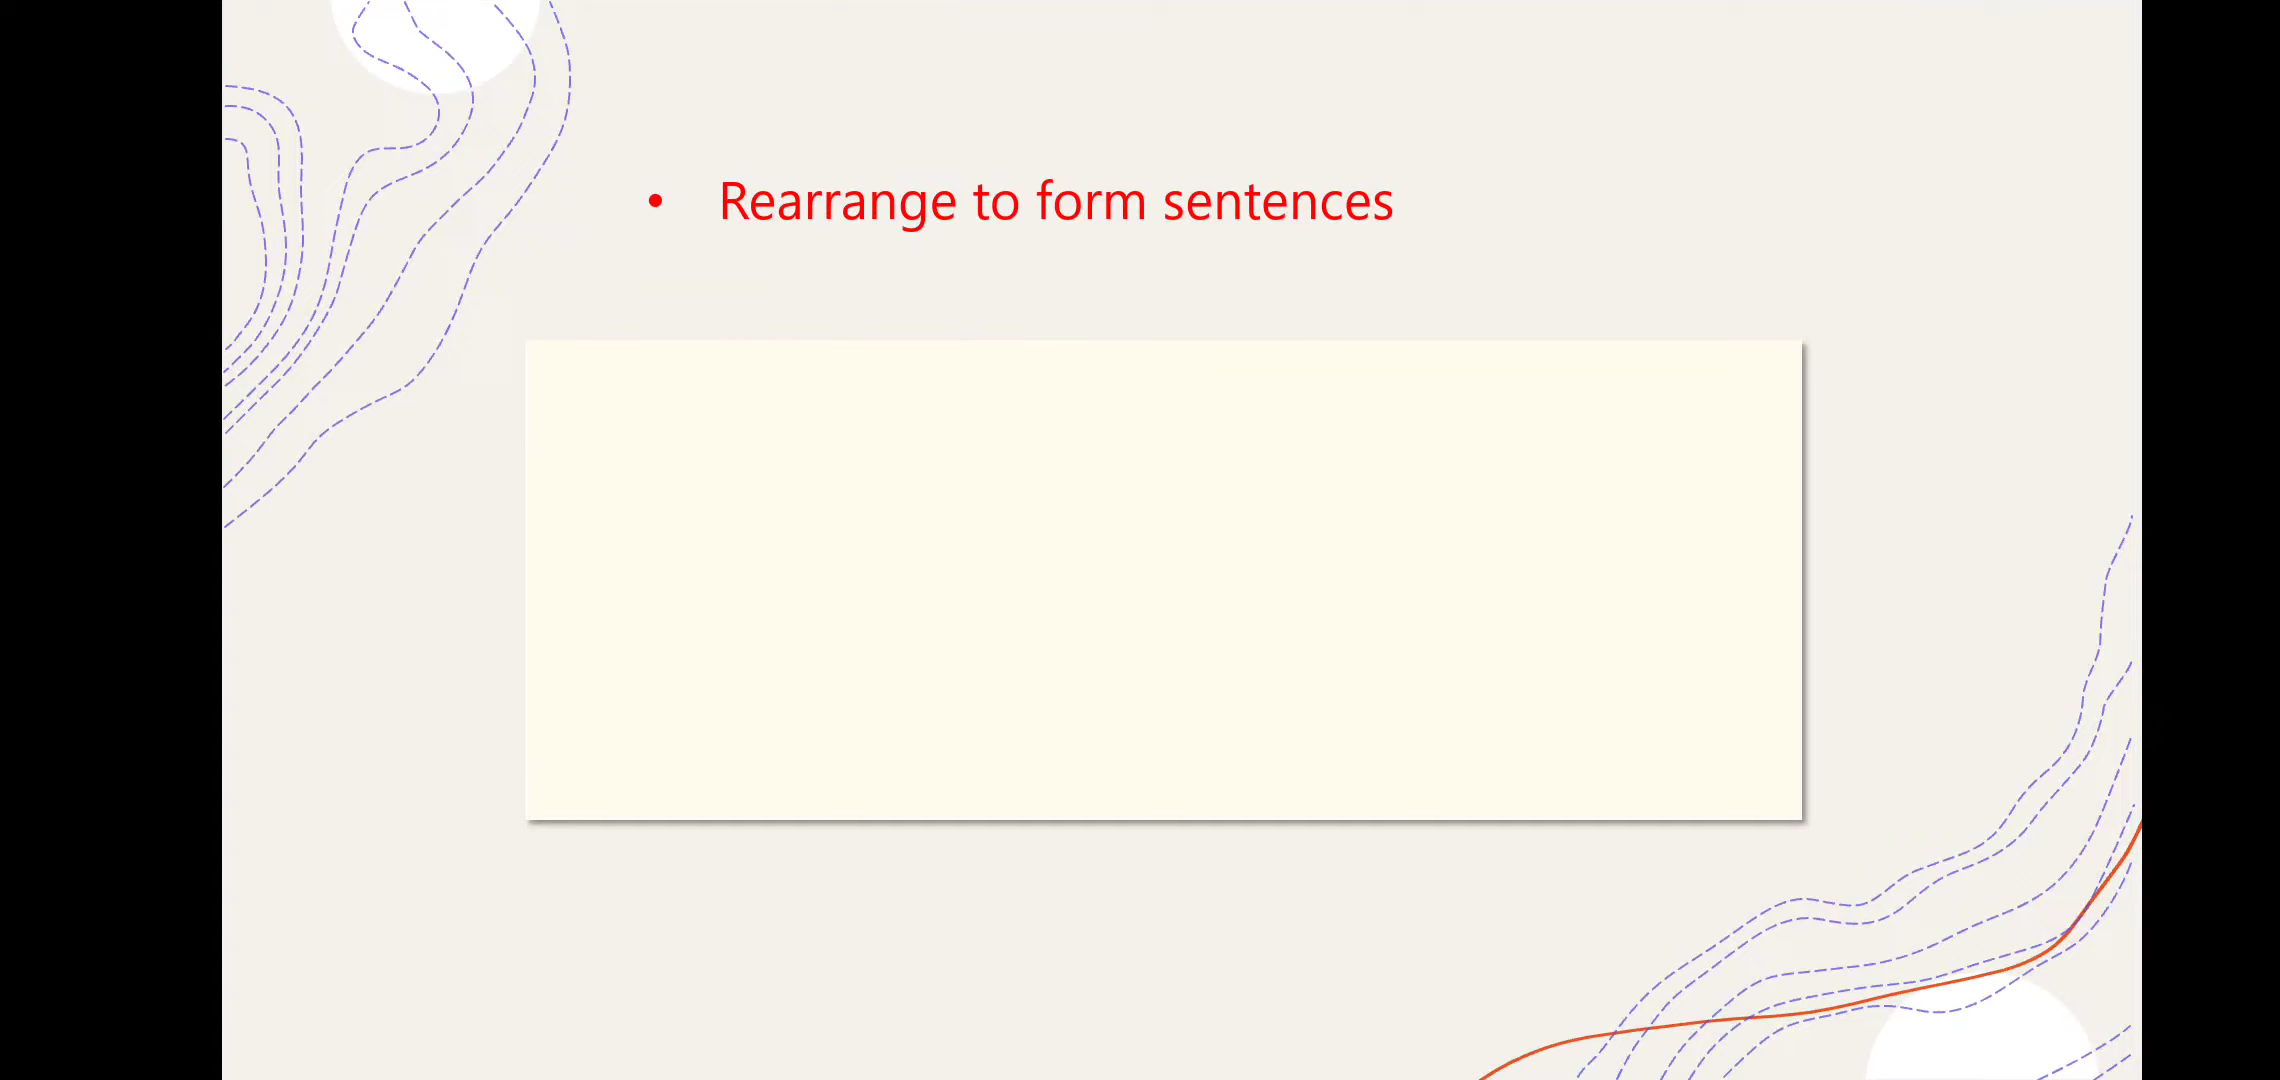 • Rearrange to form sentences